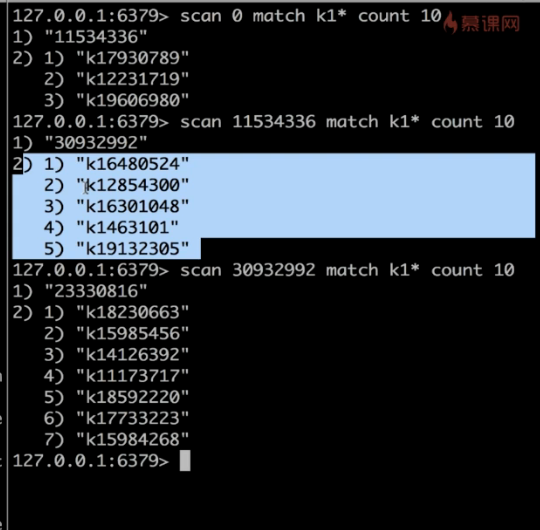 127.0.0.1:6379> scan 0 match k1* count 10
慕课网
1) "11534336"
2) 1) "k17930789"
2) "k12231719"
3) "k19606980"
127.0.0.1:6379> scan 11534336 match k1* count 10
1) "30932992"
2) 1) "k16480524"
2) "k12854300"
3) "k16301048"
4) "k1463101"
5) "k19132305"
127.0.0.1:6379> scan 30932992 match k1* count 10
1) "23330816"
2) 1) "k18230663"
2) "k15985456"
3) "k14126392"
4) "k11173717"
5) "k18592220"
6) "k17733223"
7) "k15984268"
127.0.0.1:6379>